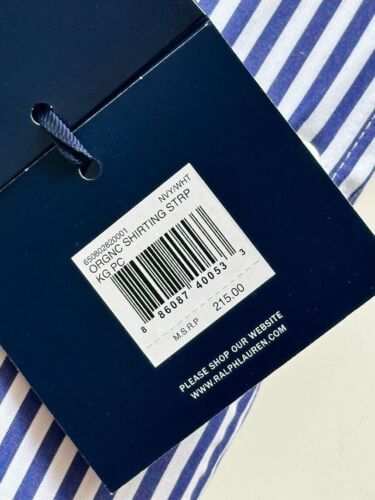 650802820001 NVY/WHT
ORGNC SHIRTING STRP
KG PC
8 86087 40053 3
M.S.R.P 215.00
PLEASE SHOP OUR WEBSITE
WWW.RALPHLAUREN.COM